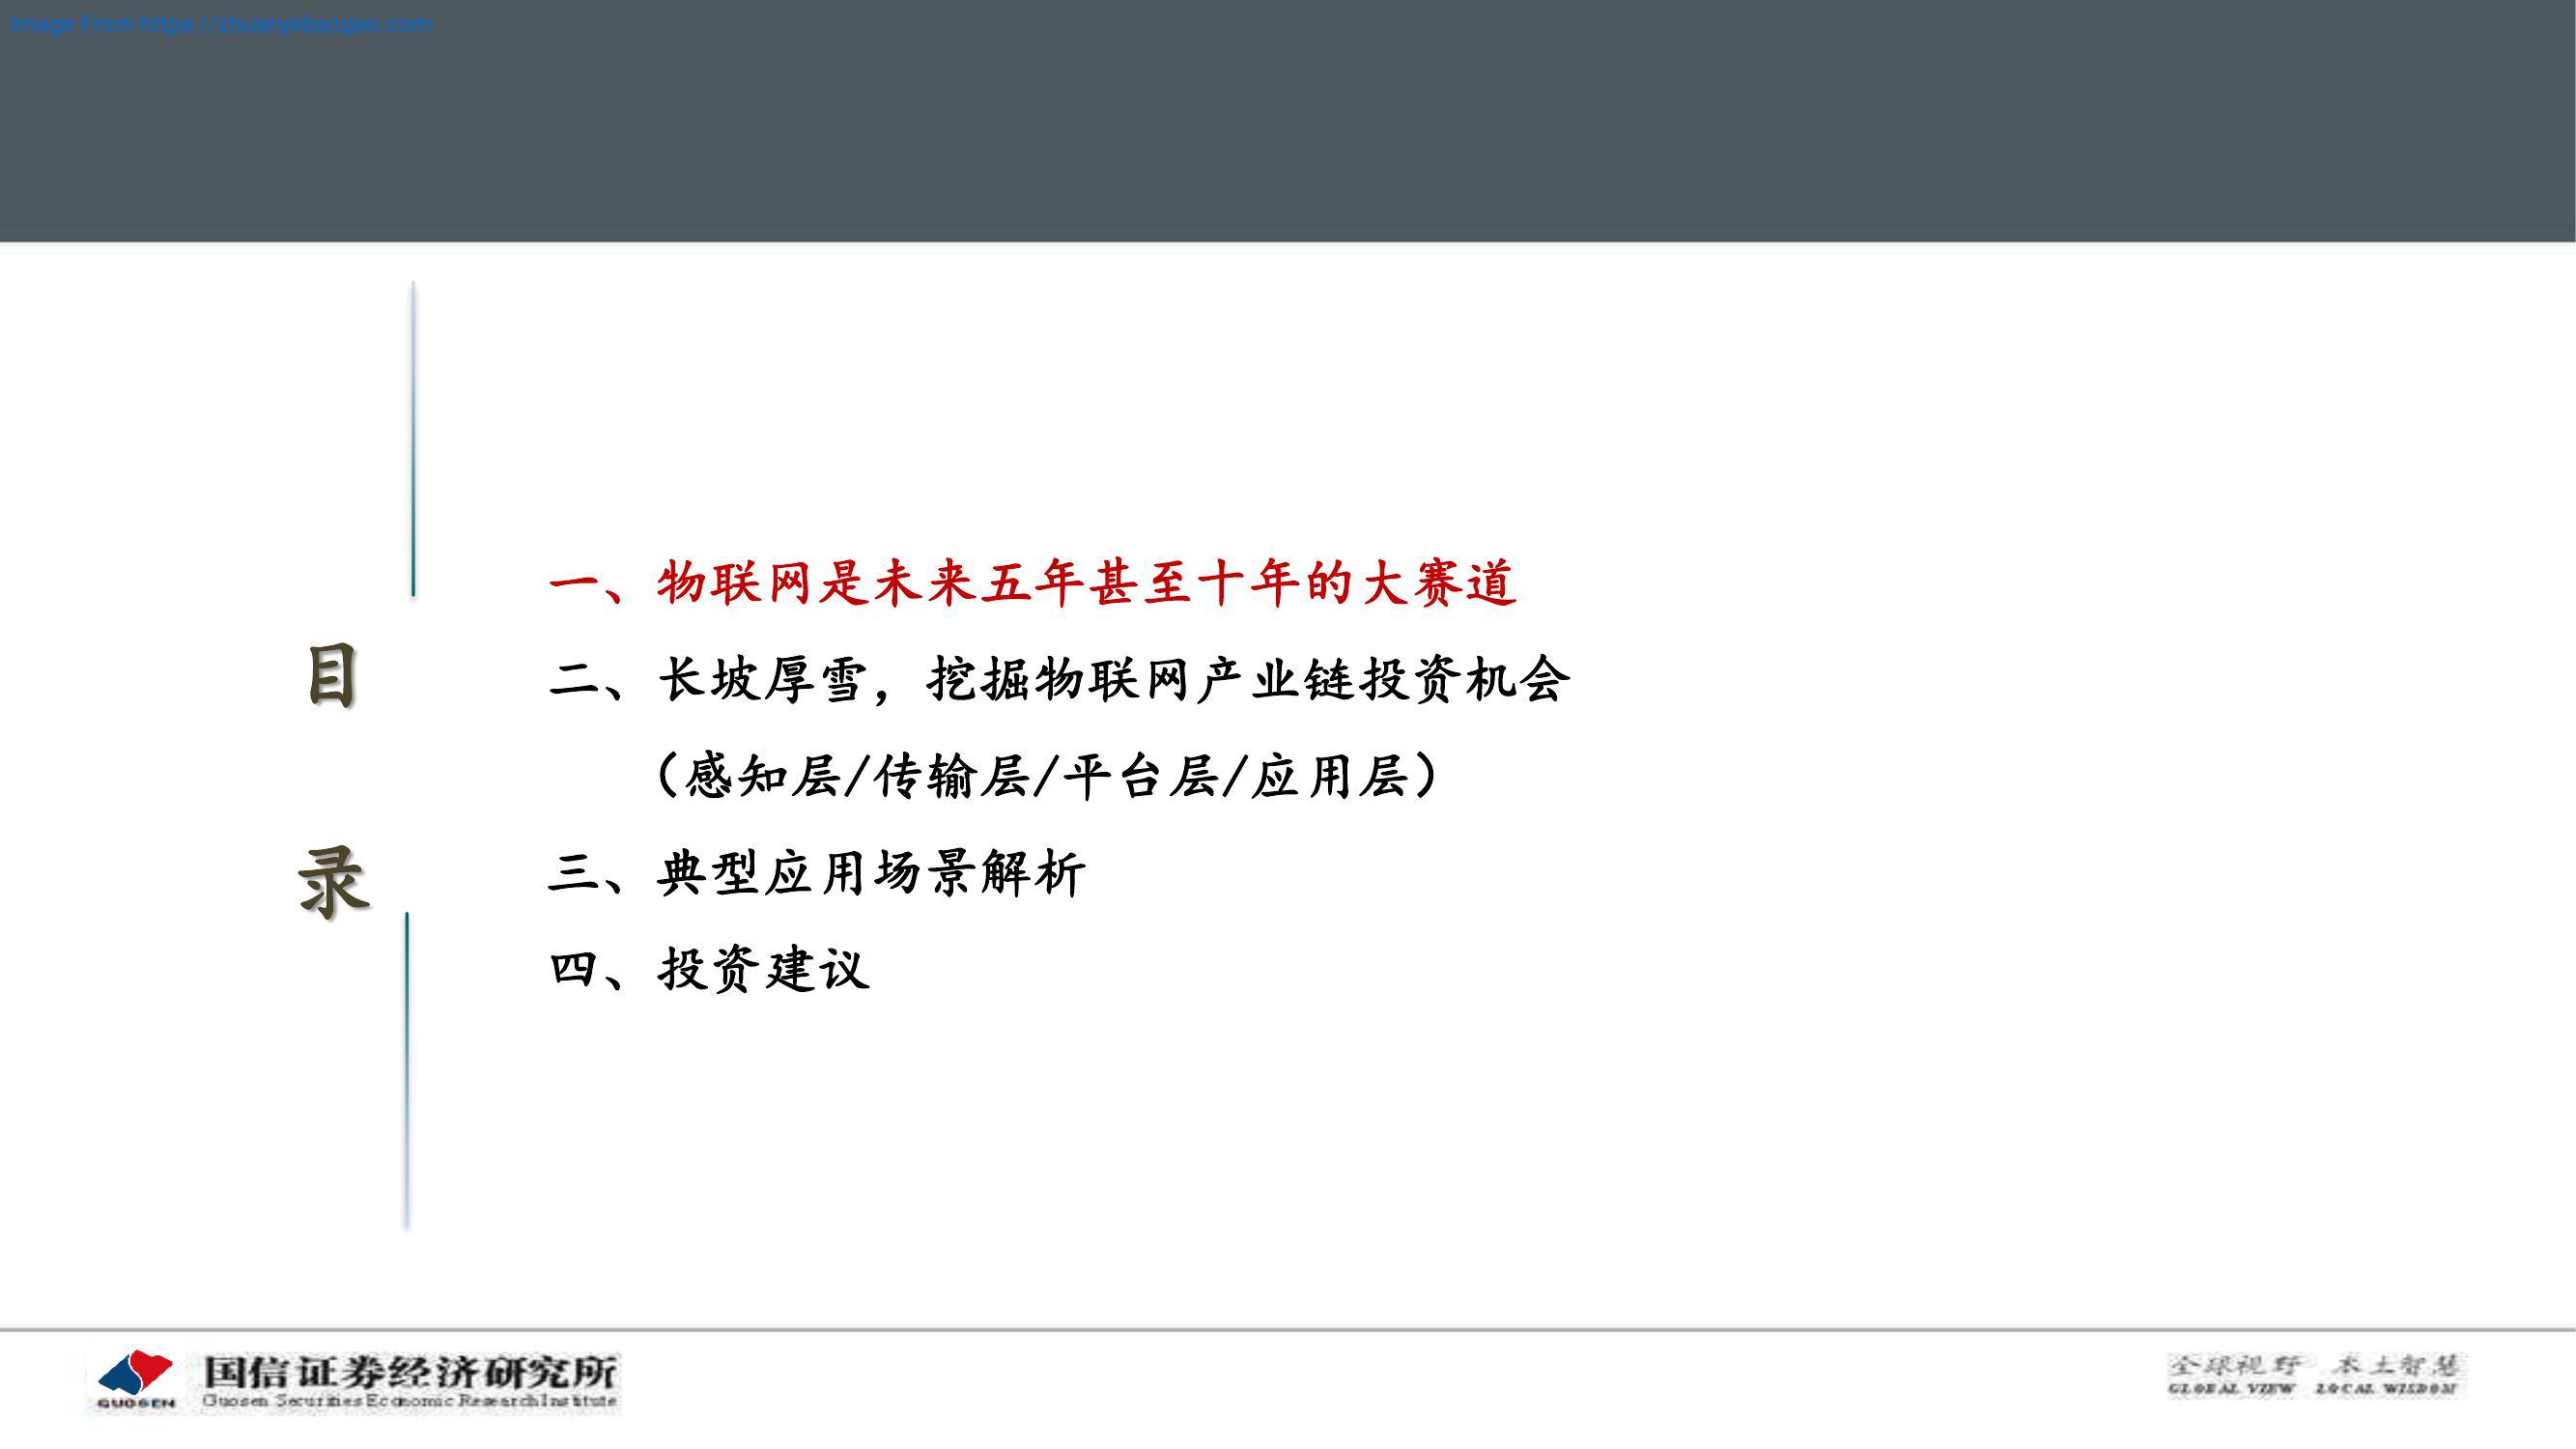 Image From https://zhuanyebaogao.com
目
录
一、物联网是未来五年甚至十年的大赛道
二、长坡厚雪，挖掘物联网产业链投资机会
（感知层/传输层/平台层/应用层）
三、典型应用场景解析
四、投资建议
GUOSEN
国信证券经济研究所
Guosen Securities Economic Research Institute
全球视野 本土智慧
GLOBAL VIEW LOCAL WISDOM